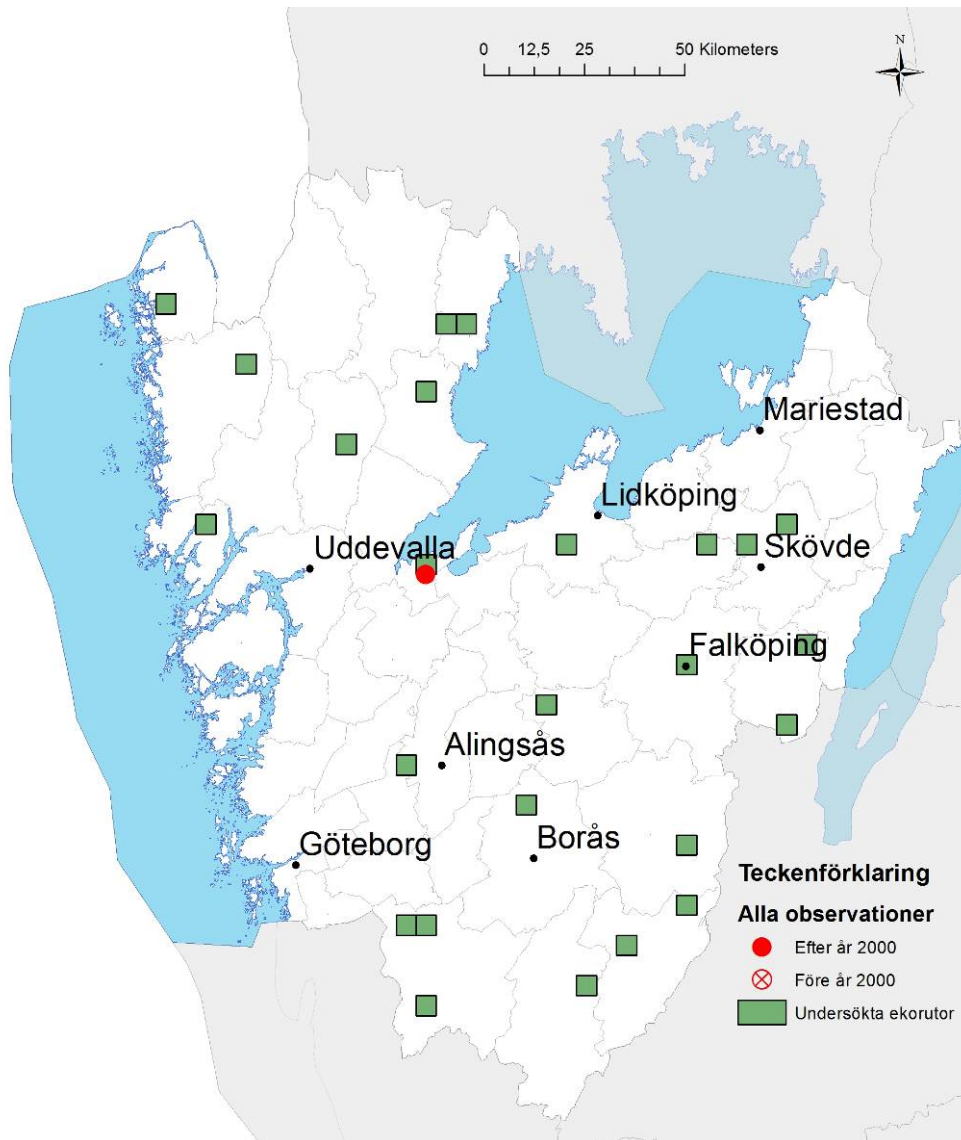 0 12,5 25 50 Kilometers
N
Mariestad
Lidköping
Uddevalla
Skövde
Falköping
Alingsås
Göteborg
Borås
Teckenförklaring
Alla observationer
Efter år 2000
Före år 2000
Undersökta ekorutor